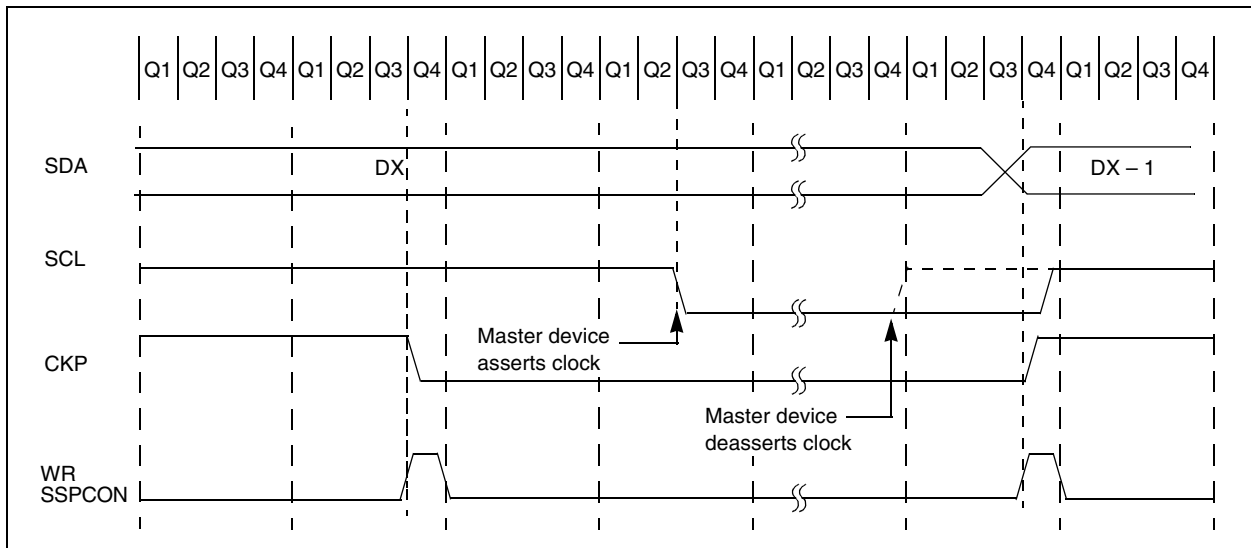 Q1 Q2 Q3 Q4 Q1 Q2 Q3 Q4 Q1 Q2 Q3 Q4 Q1 Q2 Q3 Q4 Q1 Q2 Q3 Q4 Q1 Q2 Q3 Q4 Q1 Q2 Q3 Q4
SDA
DX
DX – 1
SCL
Master device
asserts clock
CKP
Master device
deasserts clock
WR
SSPCON